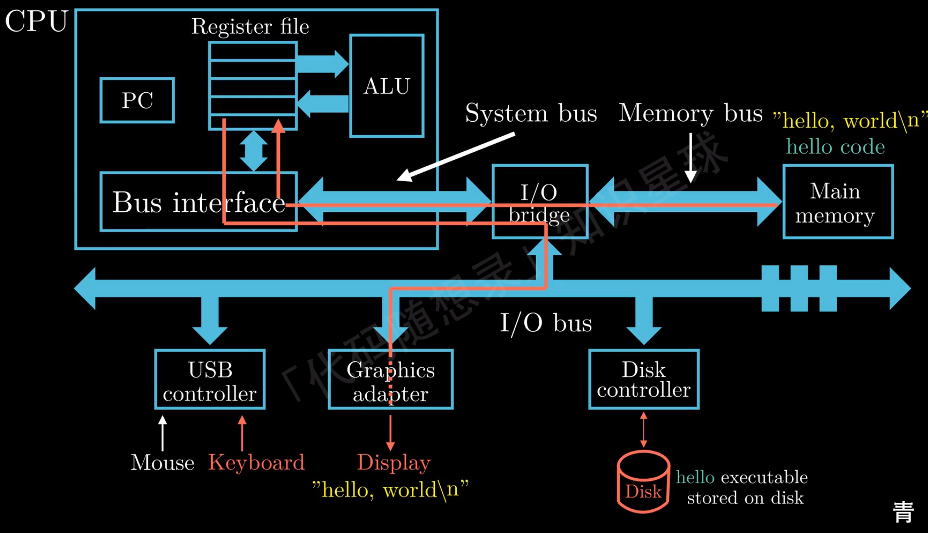 CPU
Register file
PC
ALU
System bus
Memory bus
"hello, world\n"
hello code
Bus interface
I/O
bridge
Main
memory
I/O bus
USB
controller
Graphics
adapter
Disk
controller
Mouse
Keyboard
Display
"hello, world\n"
Disk
hello executable
stored on disk
「代码随想录」知识星球
青